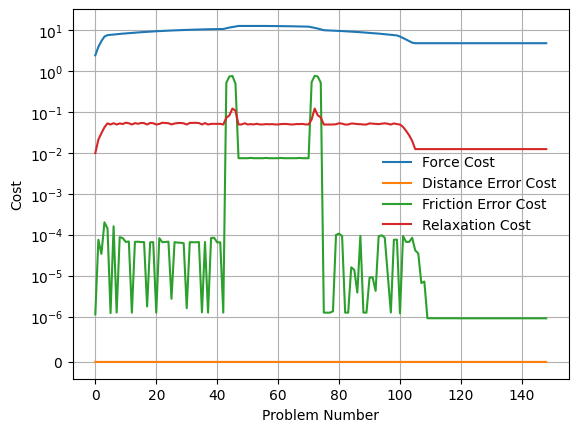 10¹
10⁰
10⁻¹
10⁻²
10⁻³
10⁻⁴
10⁻⁵
10⁻⁶
0
Cost
Force Cost
Distance Error Cost
Friction Error Cost
Relaxation Cost
0 20 40 60 80 100 120 140
Problem Number